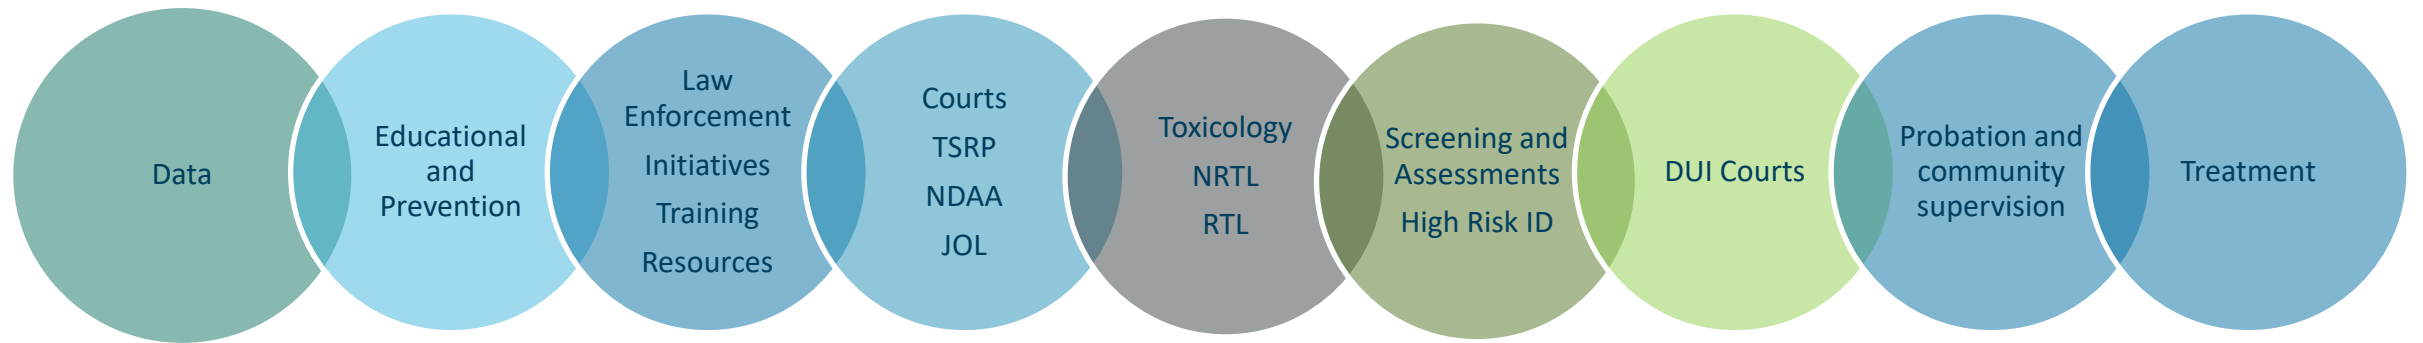 Data
Educational
and
Prevention
Law
Enforcement
Initiatives
Training
Resources
Courts
TSRP
NDAA
JOL
Toxicology
NRTL
RTL
Screening and
Assessments
High Risk ID
DUI Courts
Probation and
community
supervision
Treatment